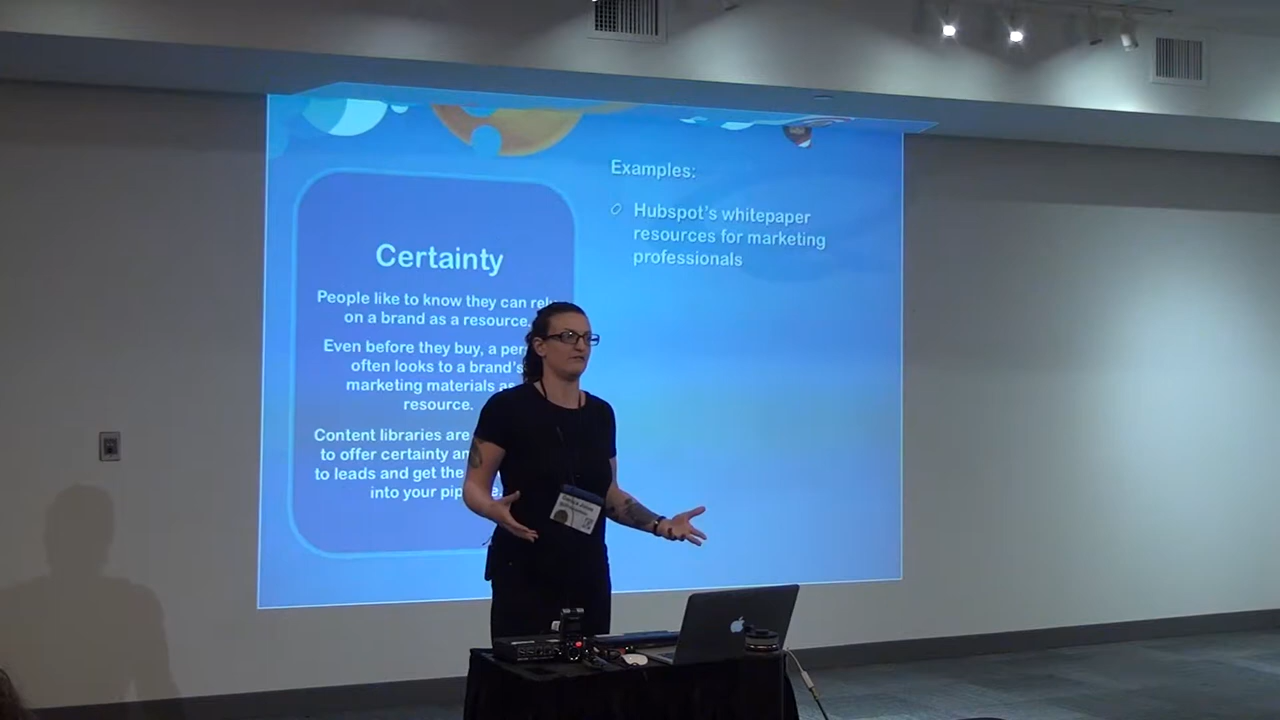 Certainty
People like to know they can rely
on a brand as a resource.
Even before they buy, a per
often looks to a brand's
marketing materials as
resource.
Content libraries are
to offer certainty an
to leads and get the
into your pip e.
Examples:
Hubspot's whitepaper
resources for marketing
professionals